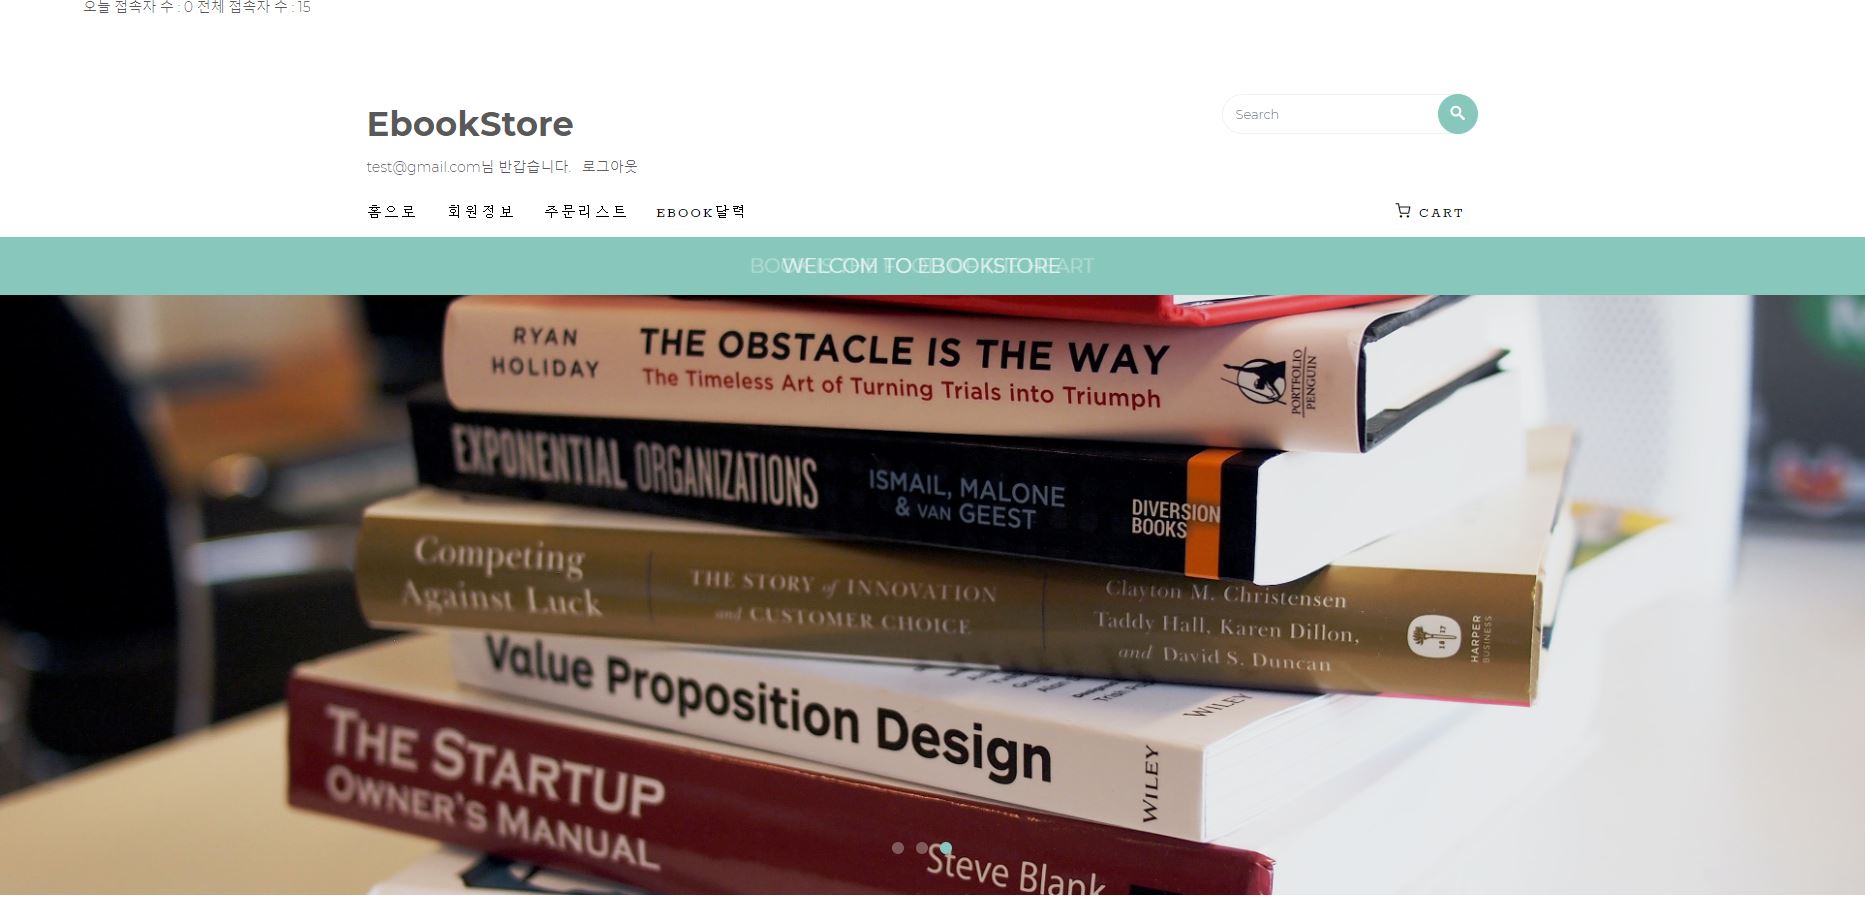 오늘 접속자 수 : 0 전체 접속자 수 : 15
EbookStore
Search
test@gmail.com님 반갑습니다. 로그아웃
홈으로 회원정보 주문리스트 EBOOK달력
CART
WELCOM TO EBOOKSTORE
RYAN HOLIDAY
THE OBSTACLE IS THE WAY
The Timeless Art of Turning Trials into Triumph
PORTFOLIO
PENGUIN
EXPONENTIAL ORGANIZATIONS
ISMAIL, MALONE
& VAN GEEST
DIVERSION
BOOKS
Competing
Against Luck
THE STORY of INNOVATION
and CUSTOMER CHOICE
Clayton M. Christensen
Taddy Hall, Karen Dillon,
and David S. Duncan
HARPER
BUSINESS
Value Proposition Design
WILEY
WILEY
THE STARTUP
OWNER'S MANUAL
Steve Blank